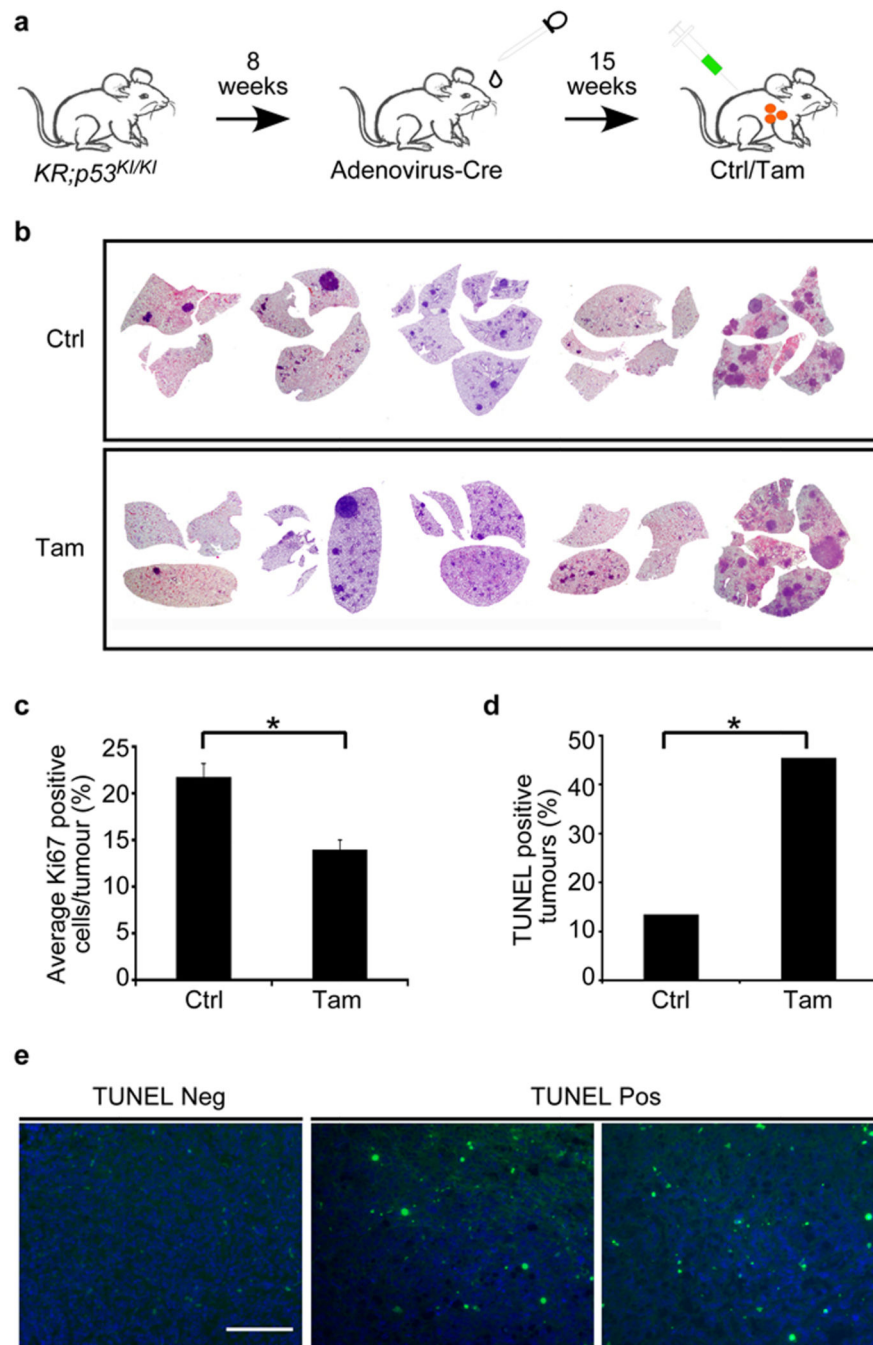 a
8
weeks
15
weeks
KR;p53KI/KI
Adenovirus-Cre
Ctrl/Tam
b
Ctrl
Tam
c
*
Average Ki67 positive
cells/tumour (%)
25
20
15
10
5
0
Ctrl
Tam
d
*
TUNEL positive
tumours (%)
50
40
30
20
10
0
Ctrl
Tam
e
TUNEL Neg
TUNEL Pos